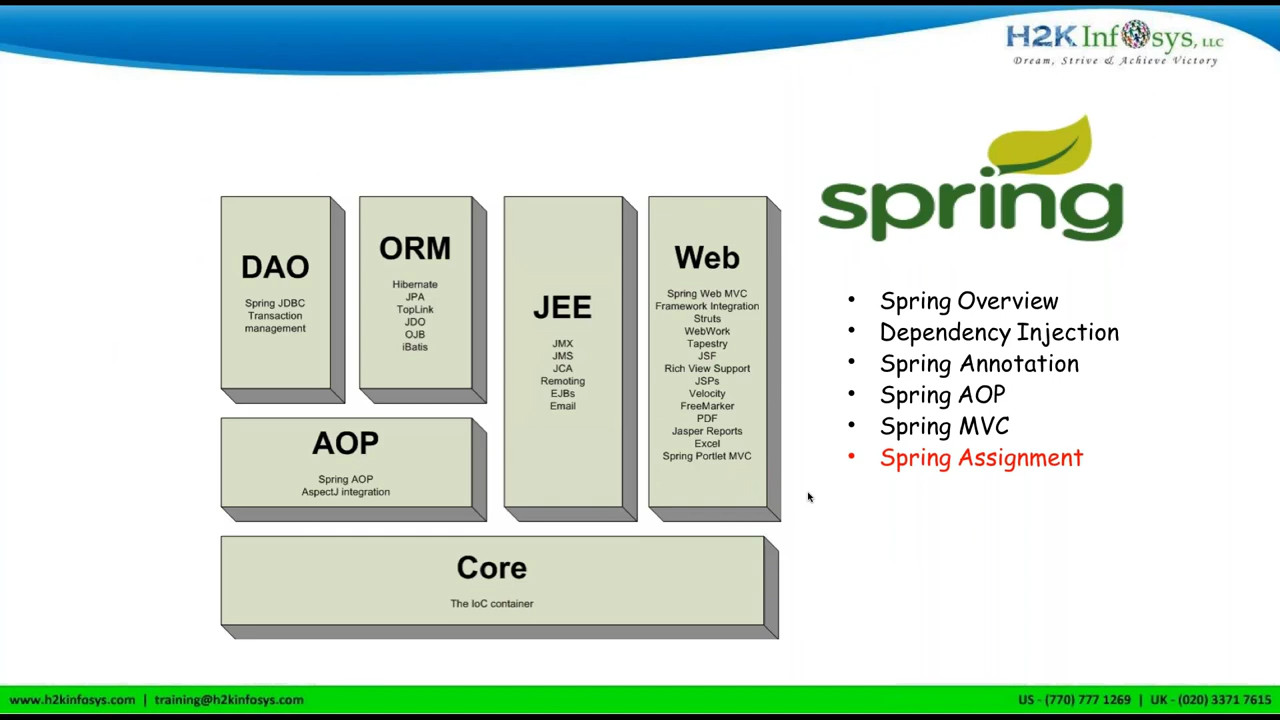 H2K Infosys, LLC
Dream, Strive & Achieve Victory
spring
DAO
Spring JDBC
Transaction
management
ORM
Hibernate
JPA
TopLink
JDO
OJB
iBatis
JEE
JMX
JMS
JCA
Remoting
EJBs
Email
Web
Spring Web MVC
Framework Integration
Struts
WebWork
Tapestry
JSF
Rich View Support
JSPs
Velocity
FreeMarker
PDF
Jasper Reports
Excel
Spring Portlet MVC
AOP
Spring AOP
AspectJ integration
Core
The IoC container
• Spring Overview
• Dependency Injection
• Spring Annotation
• Spring AOP
• Spring MVC
• Spring Assignment
www.h2kinfosys.com | training@h2kinfosys.com
US - (770) 777 1269 | UK - (020) 3371 7615